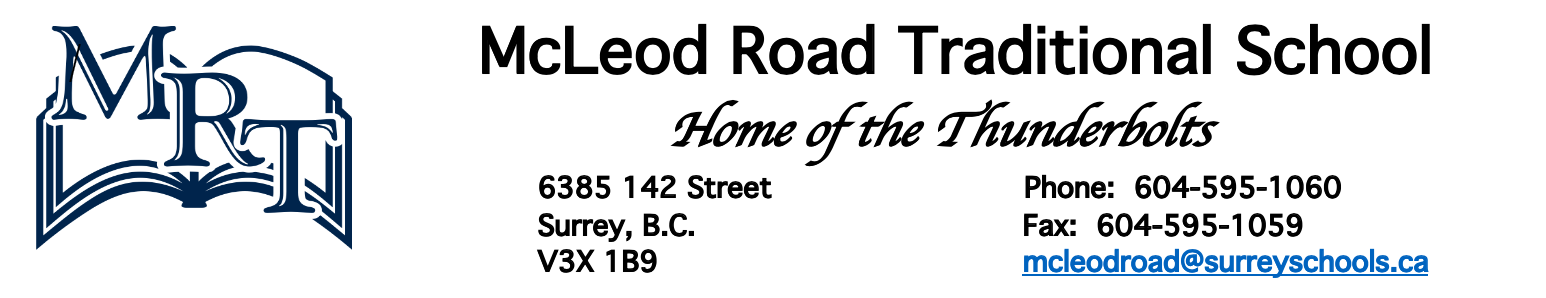 MRT
McLeod Road Traditional School
Home of the Thunderbolts
6385 142 Street
Surrey, B.C.
V3X 1B9
Phone: 604-595-1060
Fax: 604-595-1059
mcleodroad@surreyschools.ca